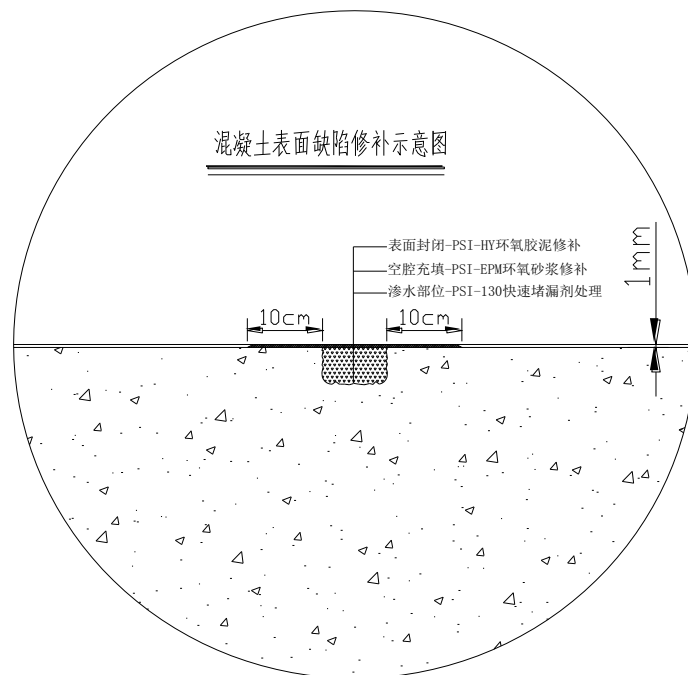 混凝土表面缺陷修补示意图
表面封闭-PSI-HY环氧胶泥修补
空腔充填-PSI-EPM环氧砂浆修补
渗水部位-PSI-130快速堵漏剂处理
10cm
10cm
1mm